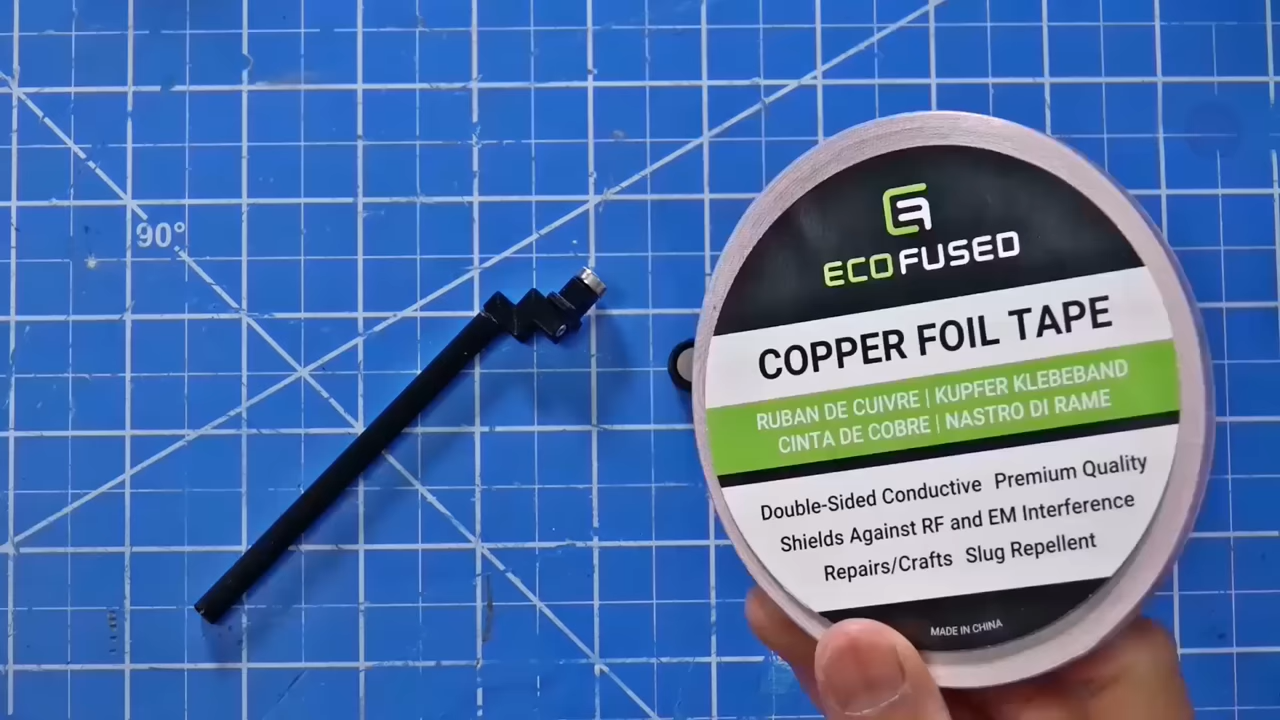 90°
ECOFUSED
COPPER FOIL TAPE
RUBAN DE CUIVRE | KUPFER KLEBEBAND
CINTA DE COBRE | NASTRO DI RAME
Double-Sided Conductive Premium Quality
Shields Against RF and EM Interference
Repairs/Crafts Slug Repellent
MADE IN CHINA